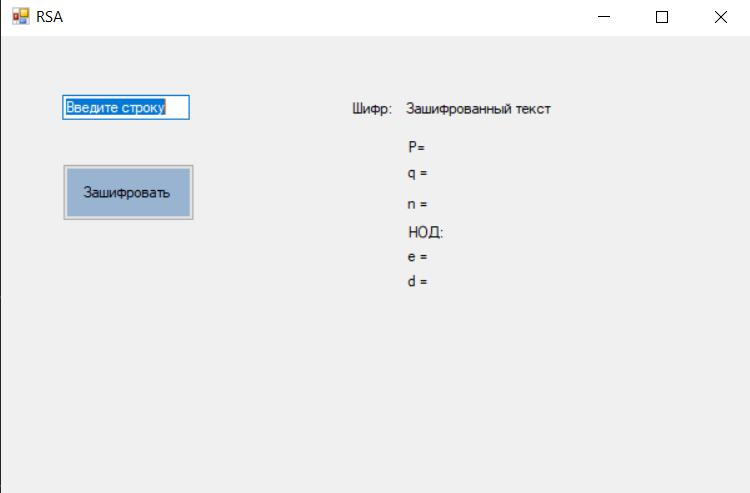 RSA
Введите строку
Шифр: Зашифрованный текст
P=
q =
Зашифровать
n =
НОД:
e =
d =